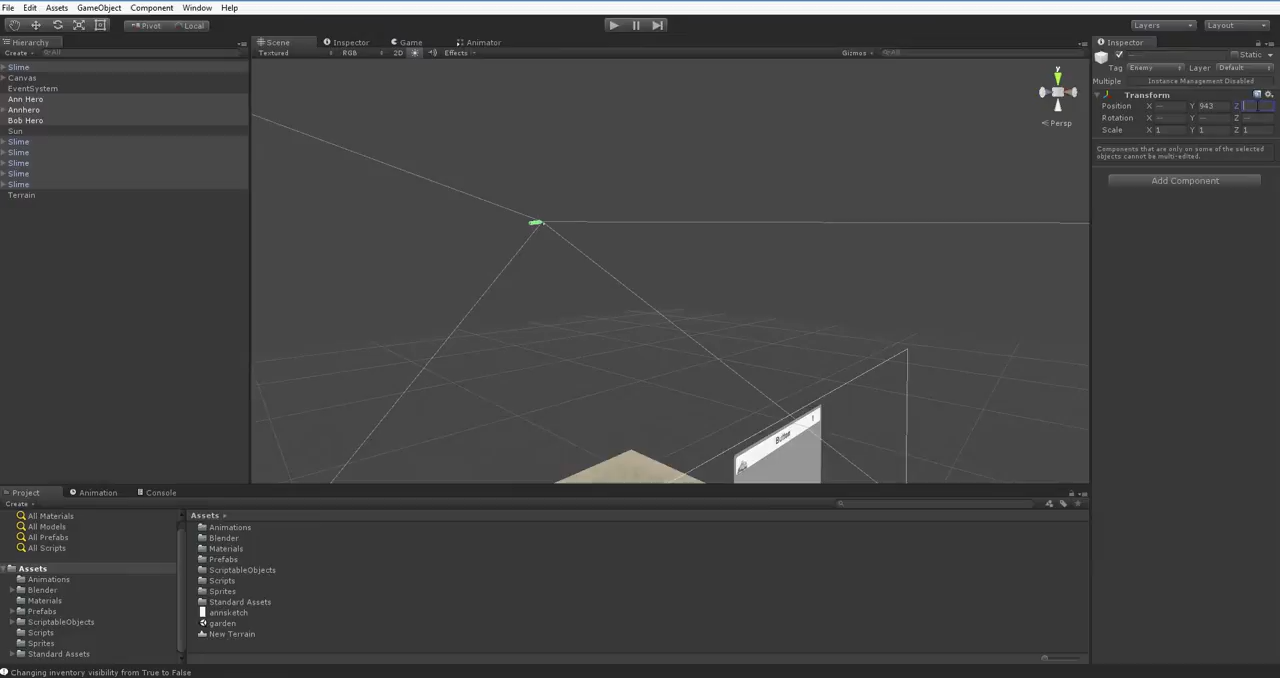 File Edit Assets GameObject Component Window Help
Pivot Local Layers Layout
Hierarchy Scene Inspector Game Animator Inspector
Create All Textured RGB 2D Effects Gizmos All Static
Slime
Canvas
EventSystem
Ann Hero
Annhero
Bob Hero
Sun
Slime
Slime
Slime
Slime
Slime
Terrain
y
Persp
Button
Tag Enemy Layer Default
Multiple Instance Management Disabled
Transform
Position X — Y 943 Z
Rotation X — Y — Z —
Scale X 1 Y 1 Z 1
Components that are only on some of the selected
objects cannot be multi-edited.
Add Component
Project Animation Console
Create
All Materials
All Models
All Prefabs
All Scripts
Assets
Animations
Blender
Materials
Prefabs
ScriptableObjects
Scripts
Sprites
Standard Assets
Assets
Animations
Blender
Materials
Prefabs
ScriptableObjects
Scripts
Sprites
Standard Assets
annsketch
garden
New Terrain
Changing inventory visibility from True to False